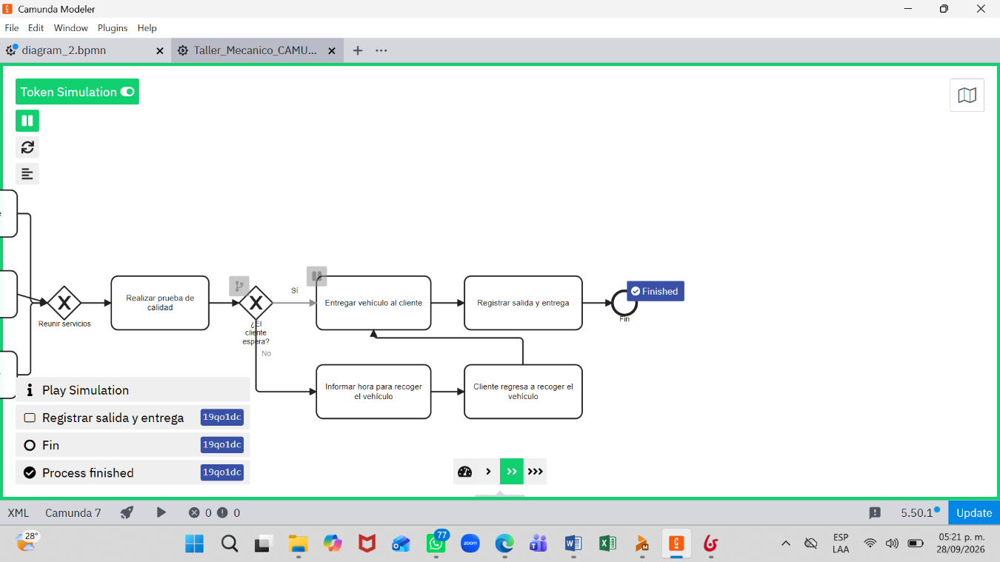 Camunda Modeler
File Edit Window Plugins Help
diagram_2.bpmn
Taller_Mecanico_CAMU...
Token Simulation
Realizar prueba de
calidad
Reunir servicios
Sí
¿El
cliente
espera?
No
Entregar vehículo al cliente
Registrar salida y entrega
Finished
Fin
Informar hora para recoger
el vehículo
Cliente regresa a recoger el
vehículo
Play Simulation
Registrar salida y entrega 19qo1dc
Fin 19qo1dc
Process finished 19qo1dc
XML Camunda 7 0 0 5.50.1 Update
28°
77
zoom
ESP
LAA
05:21 p. m.
28/09/2026